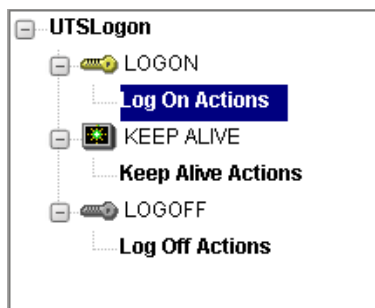 UTSLogon
LOGON
Log On Actions
KEEP ALIVE
Keep Alive Actions
LOGOFF
Log Off Actions